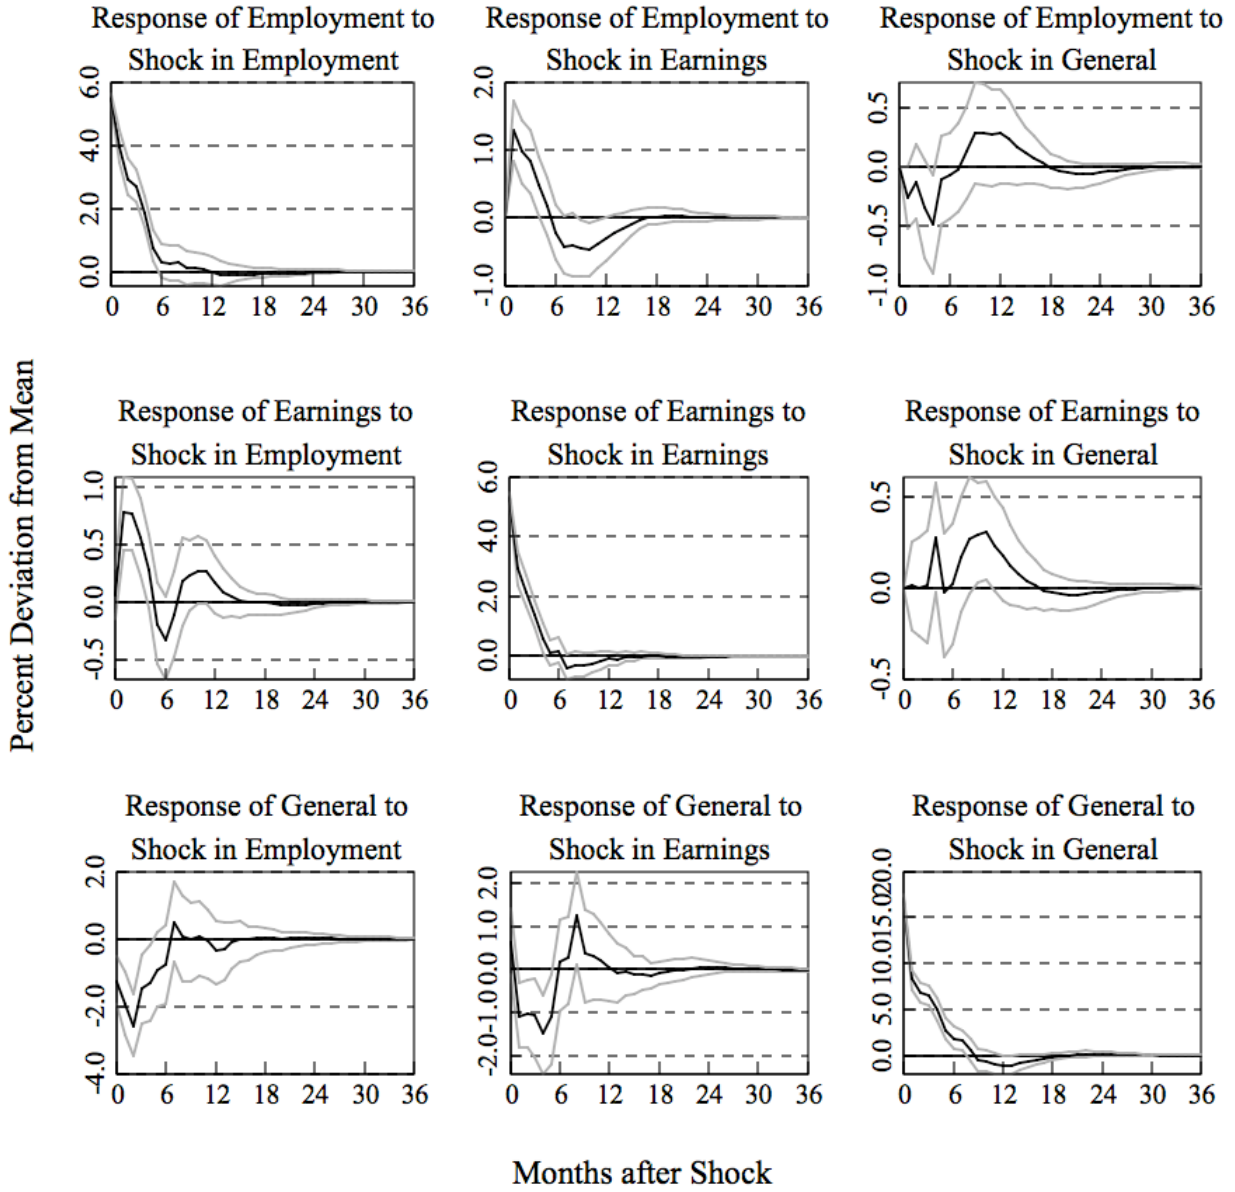 Response of Employment to
Shock in Employment
6.0
4.0
2.0
0.0
0 6 12 18 24 30 36
Response of Employment to
Shock in Earnings
2.0
1.0
0.0
-1.0
0 6 12 18 24 30 36
Response of Employment to
Shock in General
0.5
0.0
-0.5
-1.0
0 6 12 18 24 30 36
Percent Deviation from Mean
Response of Earnings to
Shock in Employment
1.0
0.5
0.0
-0.5
0 6 12 18 24 30 36
Response of Earnings to
Shock in Earnings
6.0
4.0
2.0
0.0
0 6 12 18 24 30 36
Response of Earnings to
Shock in General
0.5
0.0
-0.5
0 6 12 18 24 30 36
Response of General to
Shock in Employment
2.0
0.0
-2.0
-4.0
0 6 12 18 24 30 36
Response of General to
Shock in Earnings
2.0
1.0
0.0
-1.0
-2.0
0 6 12 18 24 30 36
Response of General to
Shock in General
20.0
15.0
10.0
5.0
0.0
0 6 12 18 24 30 36
Months after Shock